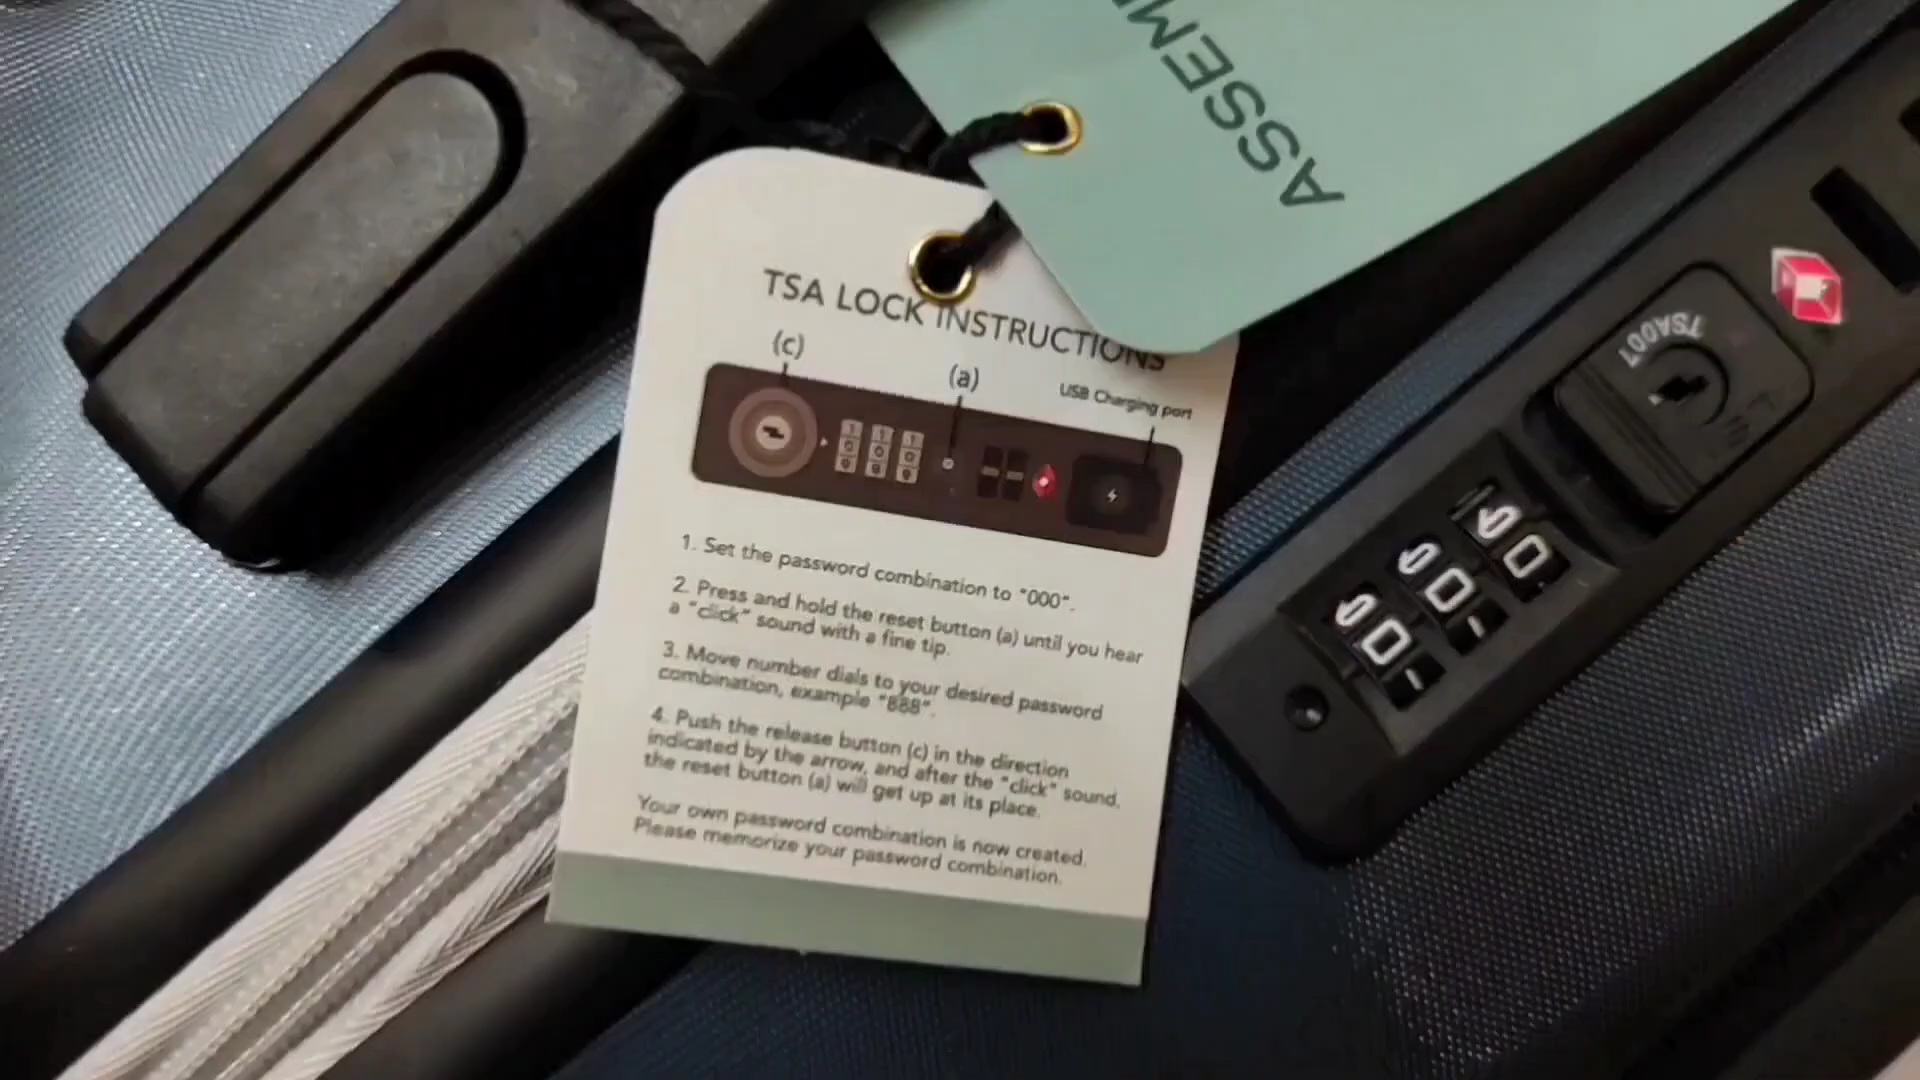 ASSEM
TSA LOCK INSTRUCTIONS
(c)
(a)
USB Charging port
1. Set the password combination to "000".
2. Press and hold the reset button (a) until you hear
a "click" sound with a fine tip.
3. Move number dials to your desired password
combination, example "888".
4. Push the release button (c) in the direction
indicated by the arrow, and after the "click" sound,
the reset button (a) will get up at its place.
Your own password combination is now created.
Please memorize your password combination.
TSA007
0 0 0